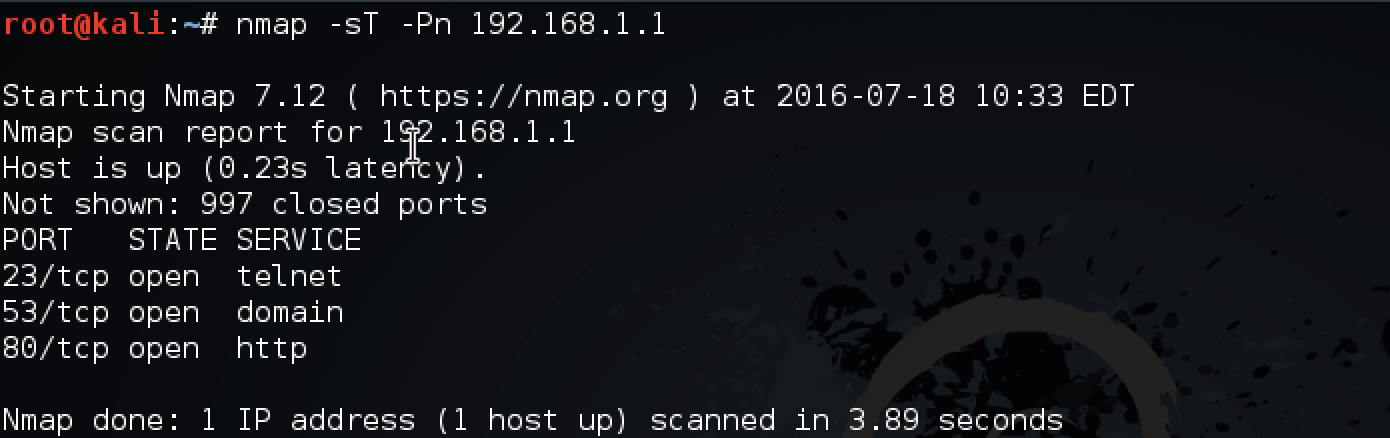 root@kali:~# nmap -sT -Pn 192.168.1.1
Starting Nmap 7.12 ( https://nmap.org ) at 2016-07-18 10:33 EDT
Nmap scan report for 192.168.1.1
Host is up (0.23s latency).
Not shown: 997 closed ports
PORT   STATE SERVICE
23/tcp open  telnet
53/tcp open  domain
80/tcp open  http
Nmap done: 1 IP address (1 host up) scanned in 3.89 seconds